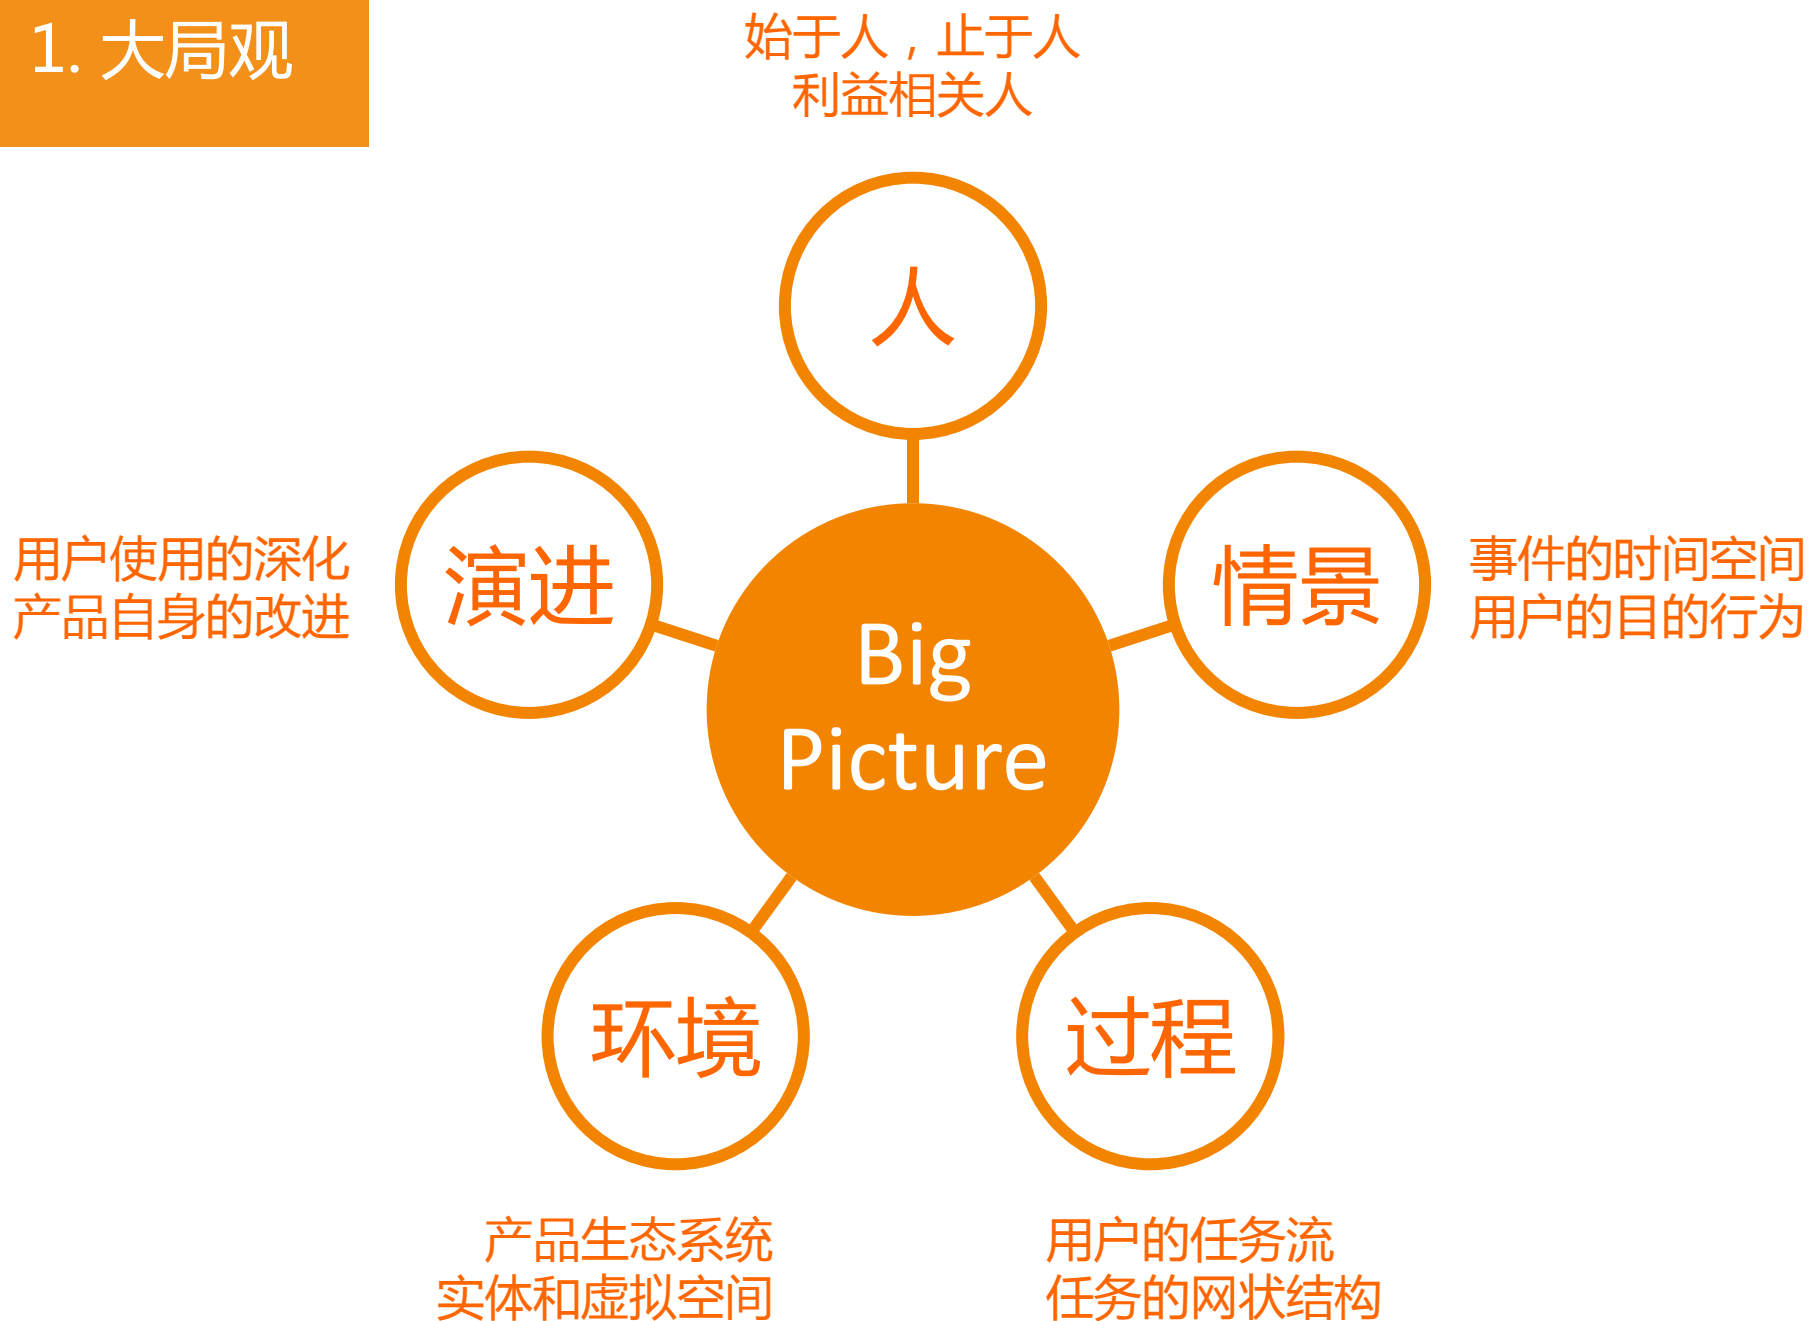 1. 大局观
始于人，止于人
利益相关人
人
演进
用户使用的深化
产品自身的改进
情景
事件的时间空间
用户的目的行为
Big
Picture
环境
产品生态系统
实体和虚拟空间
过程
用户的任务流
任务的网状结构